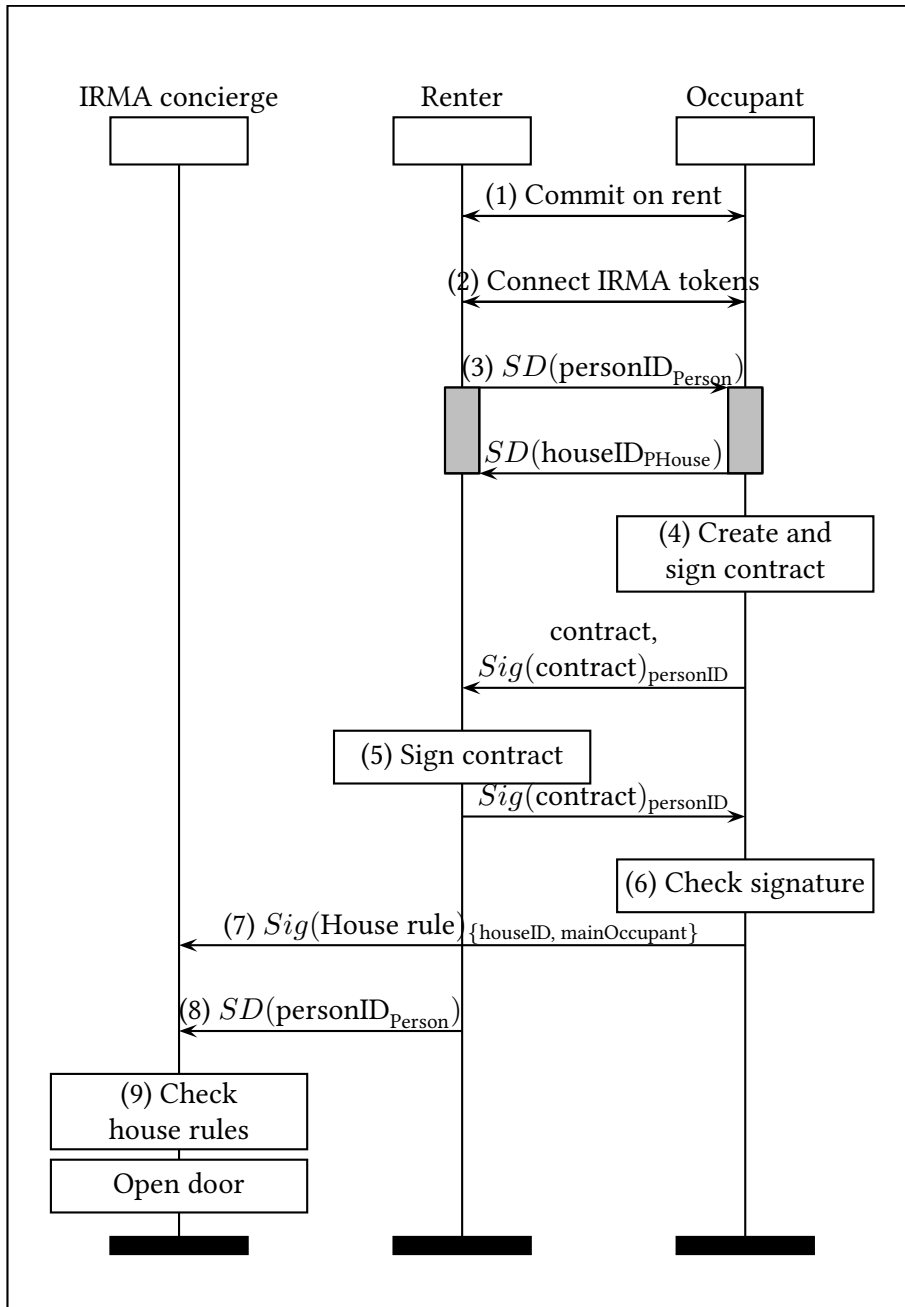 IRMA concierge
Renter
Occupant
(1) Commit on rent
(2) Connect IRMA tokens
(3) SD(personID_Person)
SD(houseID_PHouse)
(4) Create and
sign contract
contract,
Sig(contract)_personID
(5) Sign contract
Sig(contract)_personID
(6) Check signature
(7) Sig(House rule)_{houseID, mainOccupant}
(8) SD(personID_Person)
(9) Check
house rules
Open door